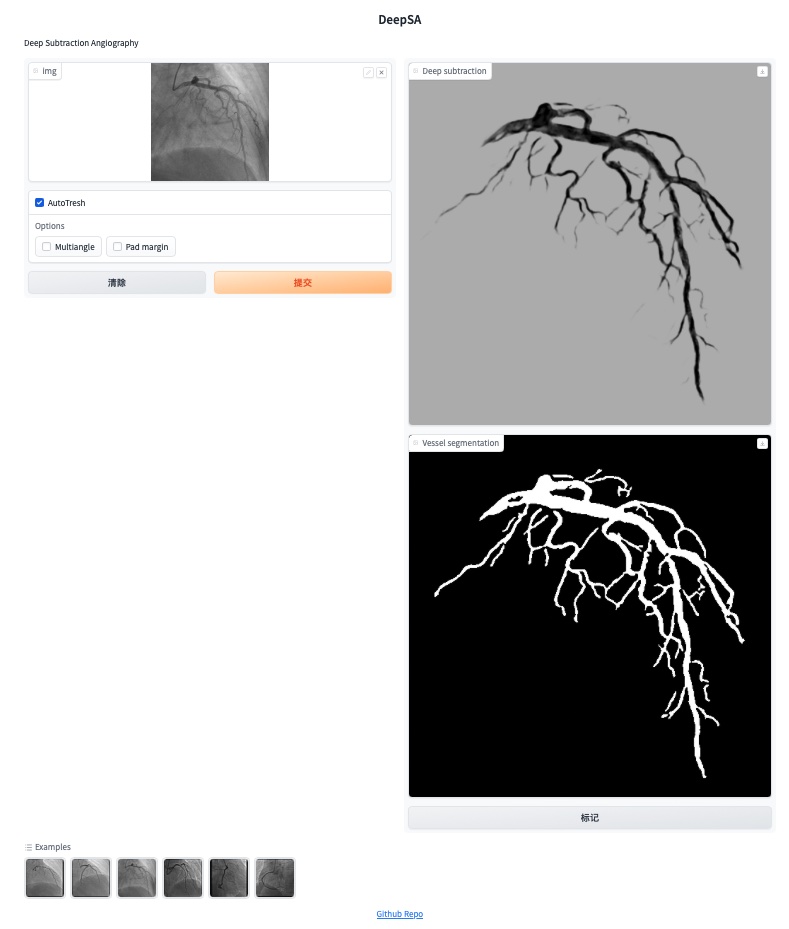 DeepSA
Deep Subtraction Angiography
img
AutoTresh
Options
Multiangle
Pad margin
清除
提交
Deep subtraction
Vessel segmentation
标记
Examples
Github Repo